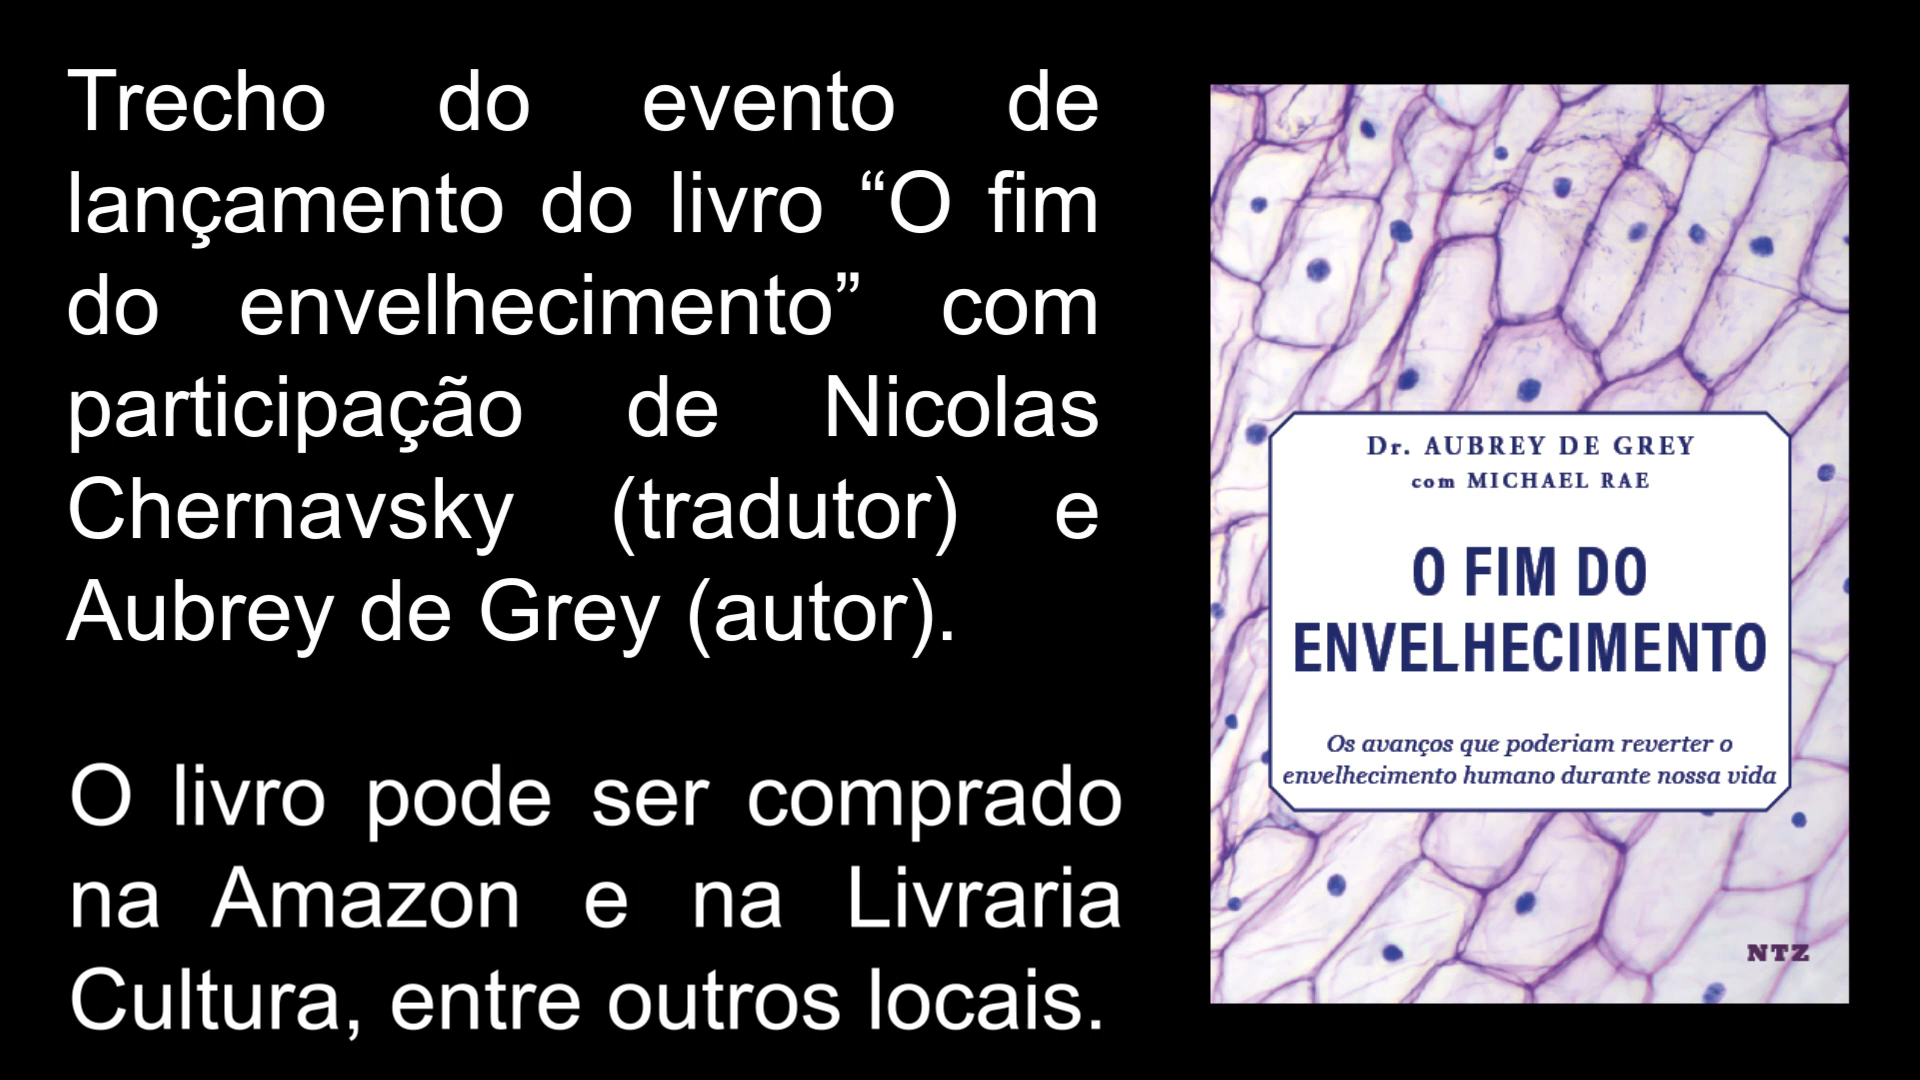 Trecho do evento de
lançamento do livro “O fim
do envelhecimento” com
participação de Nicolas
Chernavsky (tradutor) e
Aubrey de Grey (autor).
O livro pode ser comprado
na Amazon e na Livraria
Cultura, entre outros locais.
Dr. AUBREY DE GREY
com MICHAEL RAE
O FIM DO
ENVELHECIMENTO
Os avanços que poderiam reverter o
envelhecimento humano durante nossa vida
NTZ